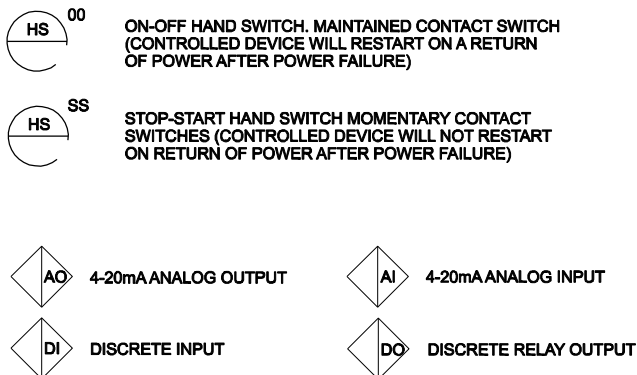 HS 00
ON-OFF HAND SWITCH. MAINTAINED CONTACT SWITCH
(CONTROLLED DEVICE WILL RESTART ON A RETURN
OF POWER AFTER POWER FAILURE)
HS SS
STOP-START HAND SWITCH MOMENTARY CONTACT
SWITCHES (CONTROLLED DEVICE WILL NOT RESTART
ON RETURN OF POWER AFTER POWER FAILURE)
AO 4-20mA ANALOG OUTPUT
AI 4-20mA ANALOG INPUT
DI DISCRETE INPUT
DO DISCRETE RELAY OUTPUT